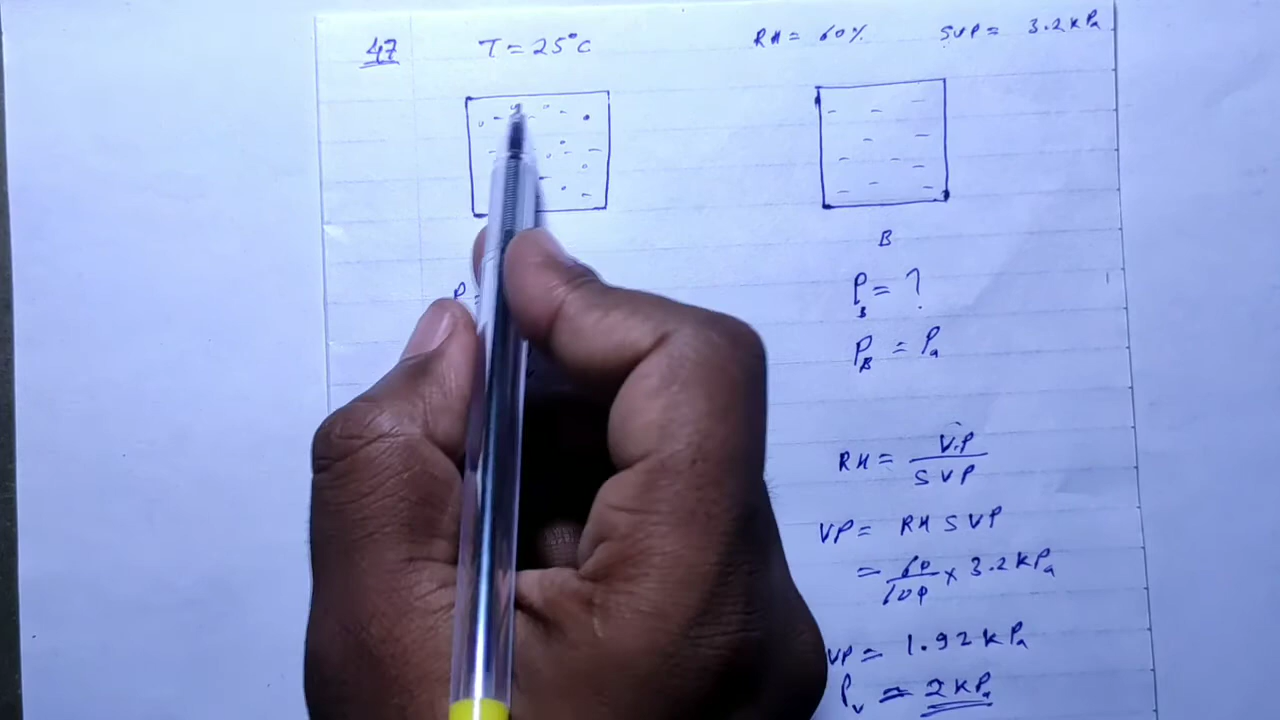 47 T = 25°C RH = 60% SVP = 3.2 kPa
B
P =
P_B = ?
P_B = Pa
RH = V.P / SVP
VP = RH SVP
= 60/100 x 3.2 kPa
VP = 1.92 kPa
P_v = 2 kPa